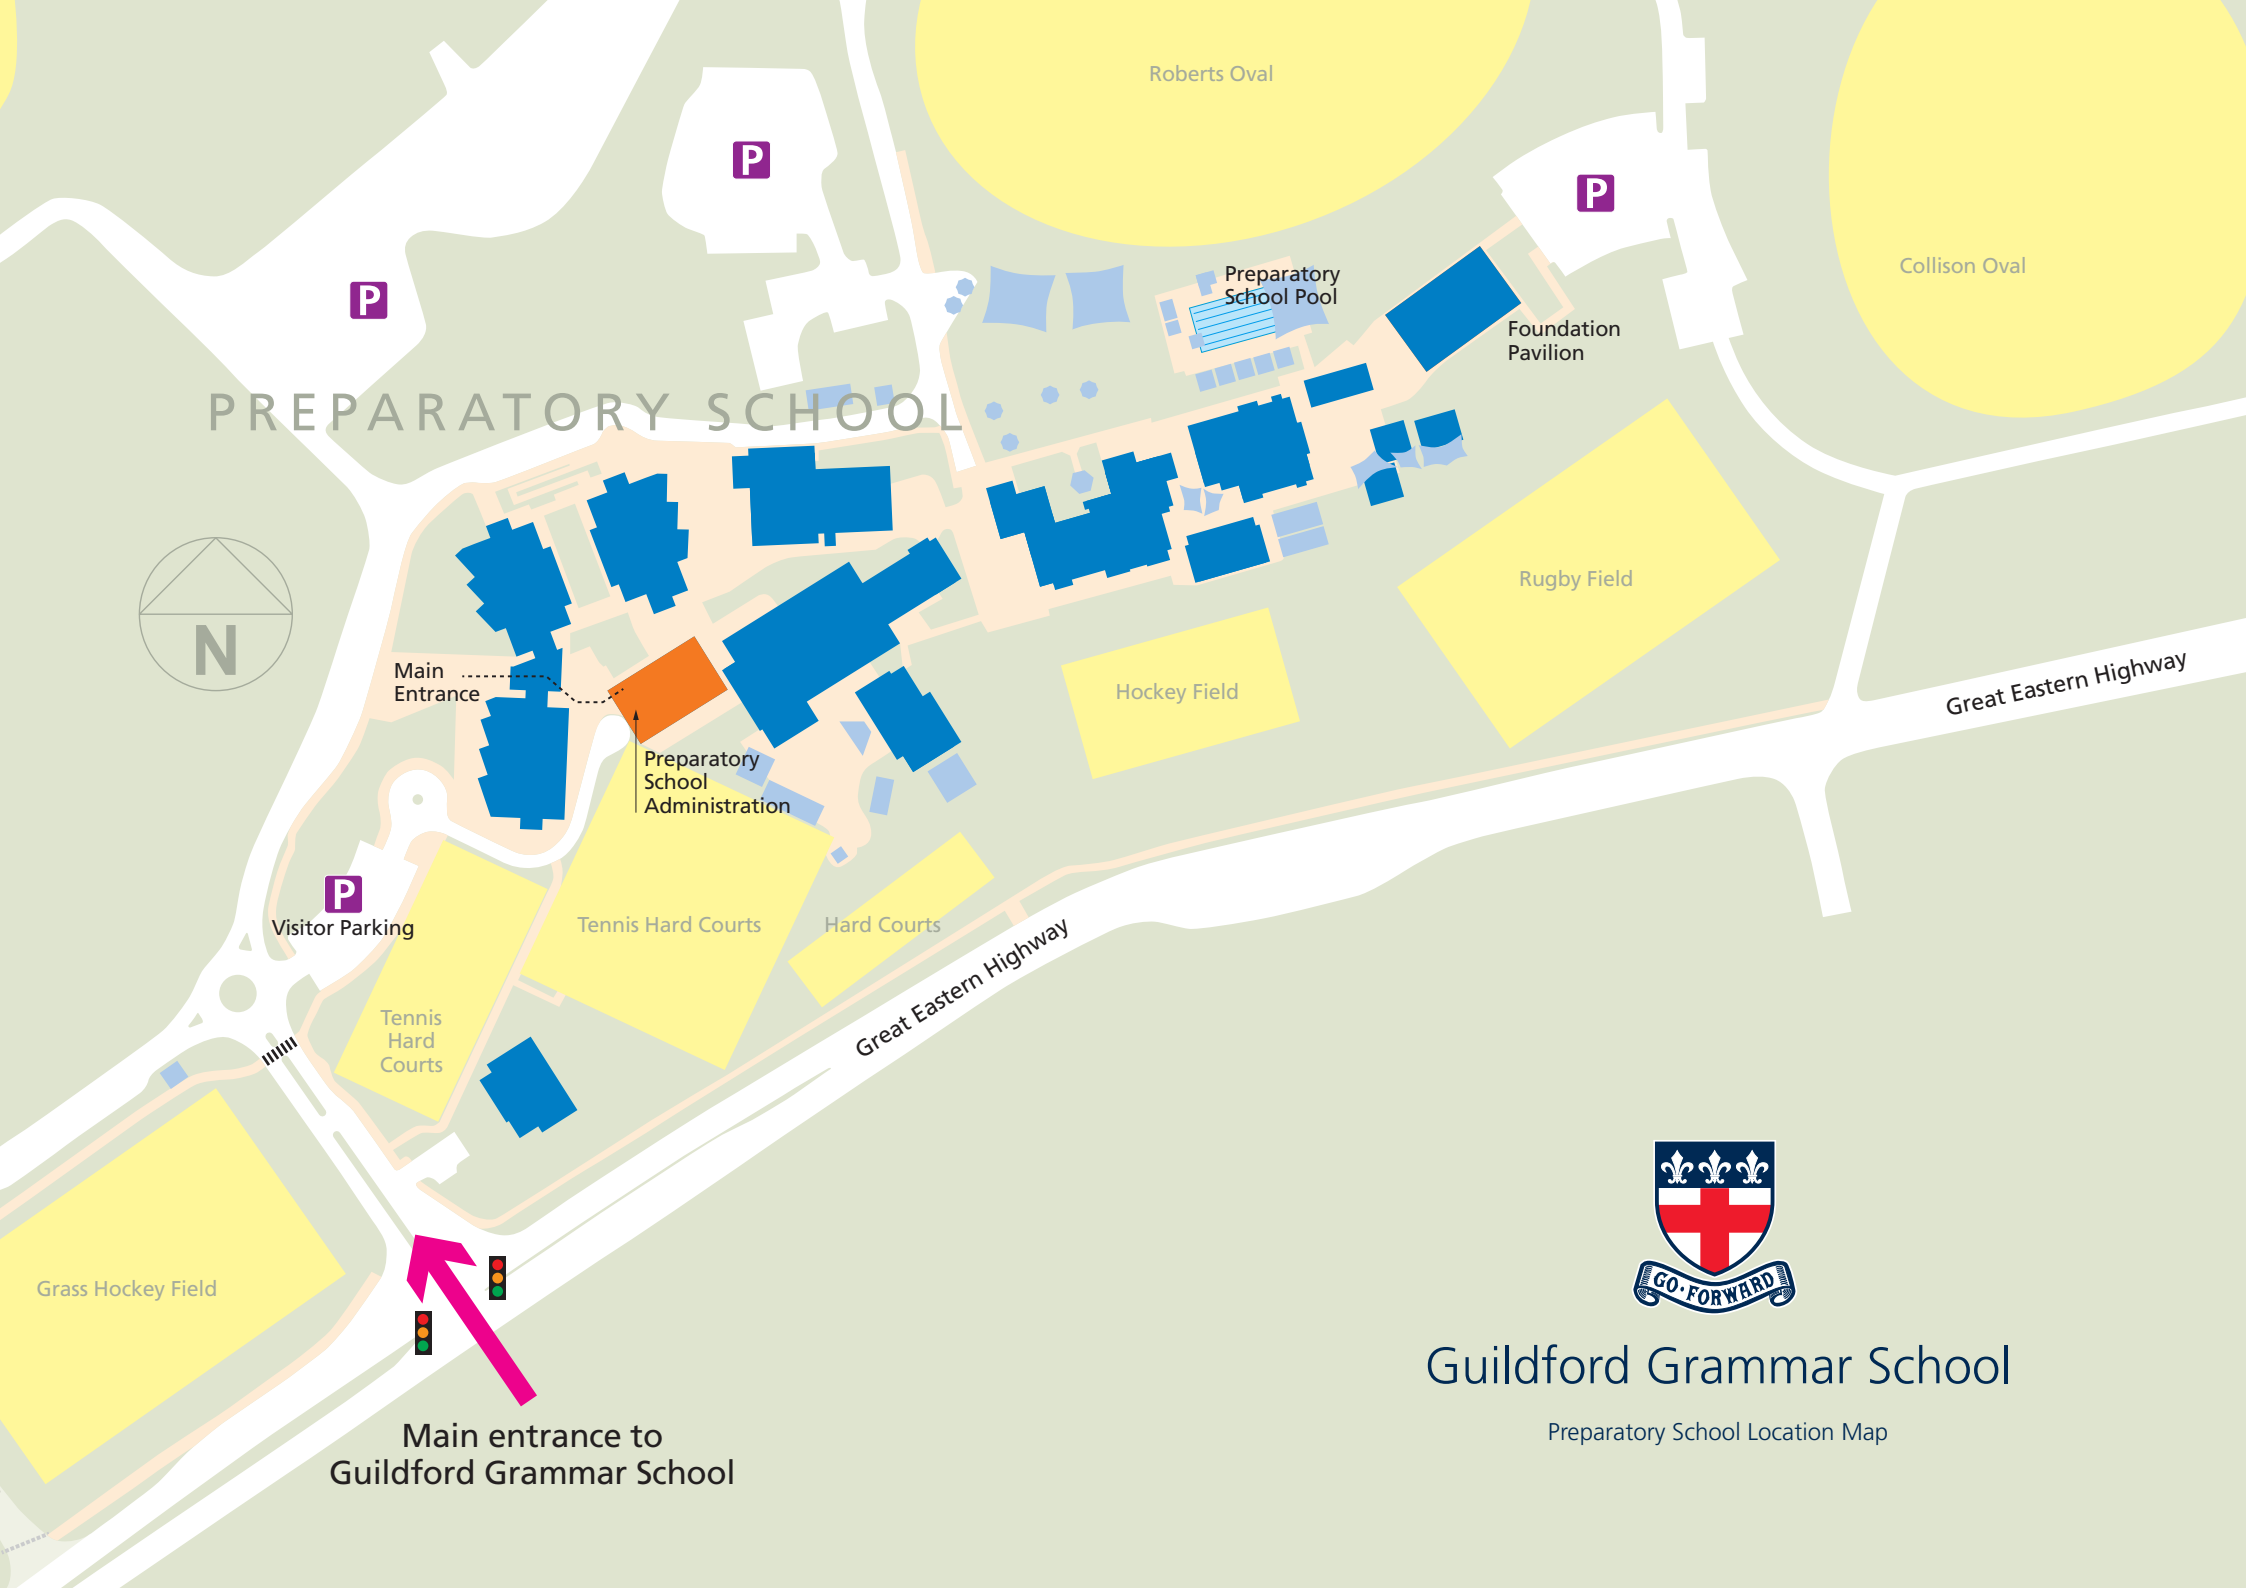 Roberts Oval
P
P
Collison Oval
Preparatory
School Pool
P
Foundation
Pavilion
PREPARATORY SCHOOL
Rugby Field
N
Main
Entrance
Hockey Field
Great Eastern Highway
Preparatory
School
Administration
P
Visitor Parking
Tennis Hard Courts
Hard Courts
Great Eastern Highway
Tennis
Hard
Courts
Grass Hockey Field
GO·FORWARD
Guildford Grammar School
Preparatory School Location Map
Main entrance to
Guildford Grammar School